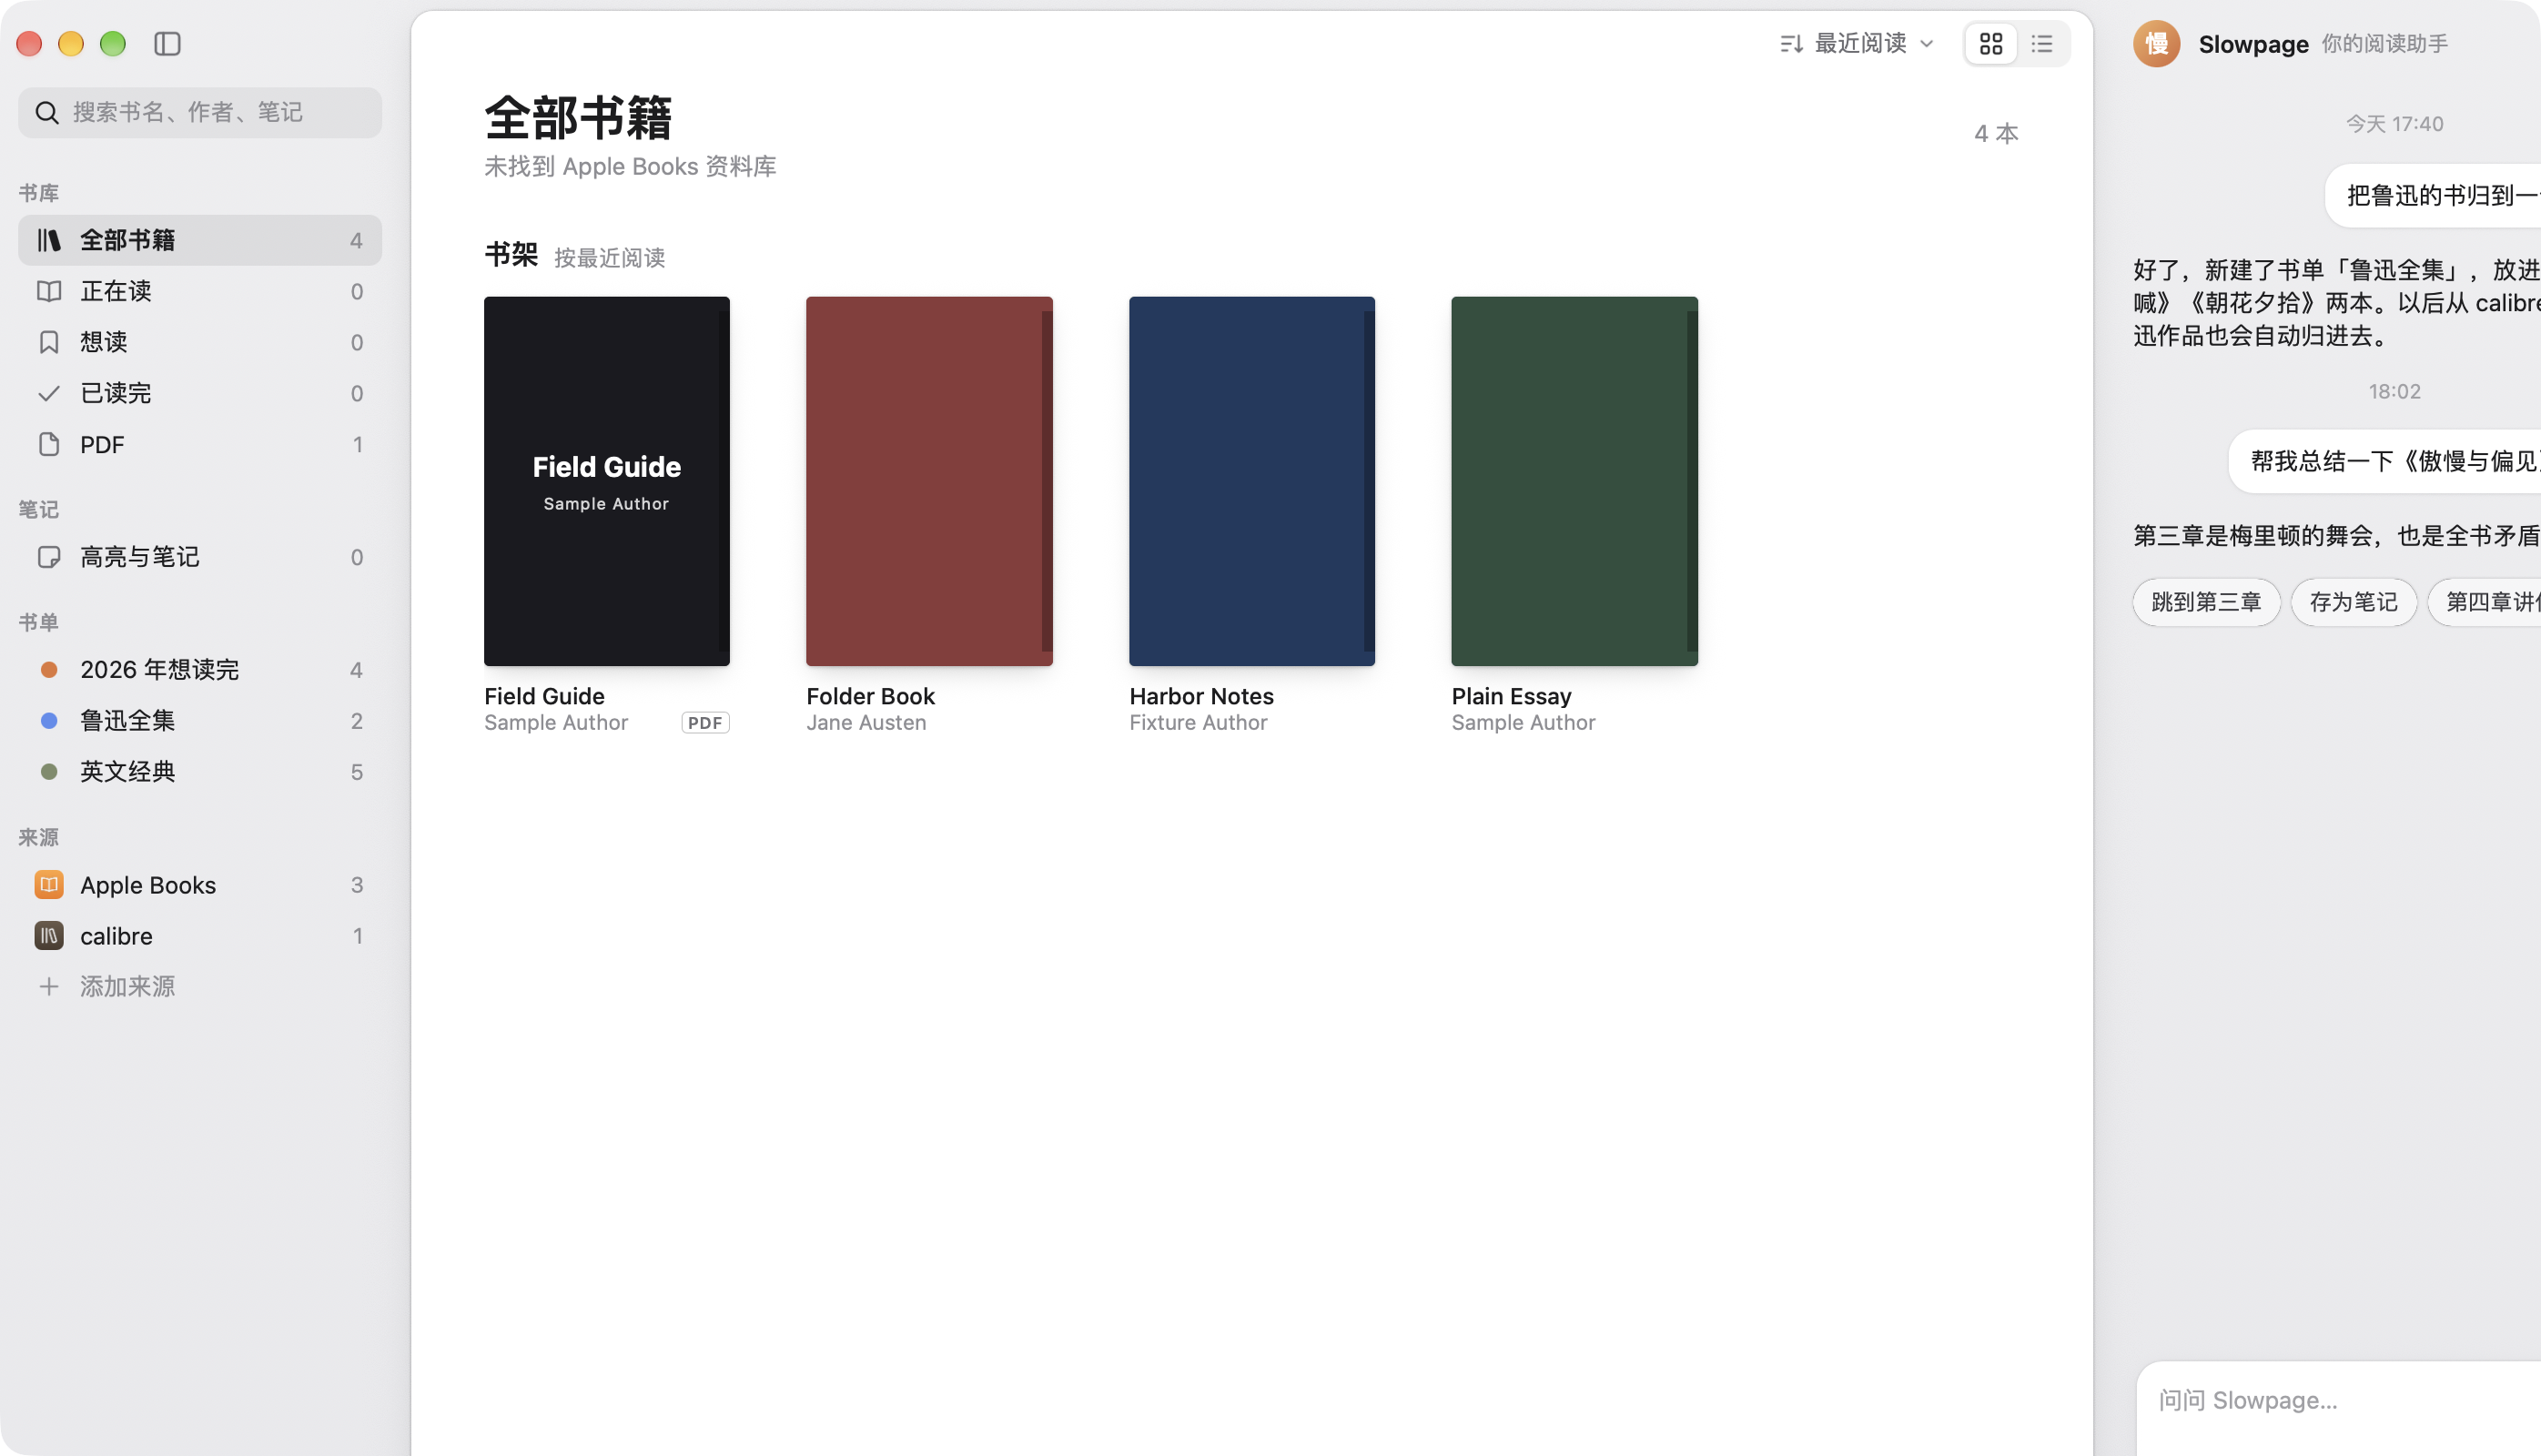 搜索书名、作者、笔记
书库
全部书籍 4
正在读 0
想读 0
已读完 0
PDF 1
笔记
高亮与笔记 0
书单
2026 年想读完 4
鲁迅全集 2
英文经典 5
来源
Apple Books 3
calibre 1
添加来源
最近阅读
全部书籍
未找到 Apple Books 资料库
4 本
书架 按最近阅读
Field Guide
Sample Author
Field Guide
Sample Author PDF
Folder Book
Jane Austen
Harbor Notes
Fixture Author
Plain Essay
Sample Author
慢 Slowpage 你的阅读助手
今天 17:40
把鲁迅的书归到一
好了，新建了书单「鲁迅全集」，放进
喊》《朝花夕拾》两本。以后从 calibre
迅作品也会自动归进去。
18:02
帮我总结一下《傲慢与偏见
第三章是梅里顿的舞会，也是全书矛盾
跳到第三章
存为笔记
第四章讲
问问 Slowpage...